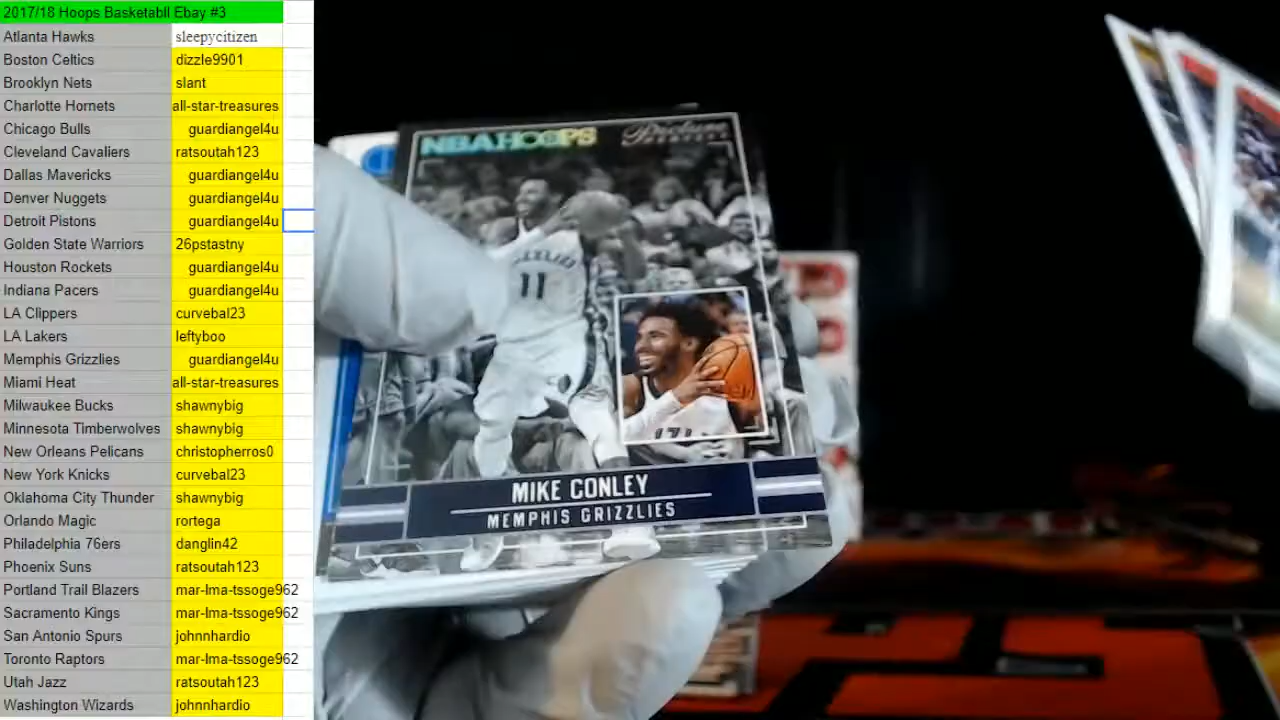 2017/18 Hoops Basketabll Ebay #3
Atlanta Hawks sleepycitizen
Boston Celtics dizzle9901
Brooklyn Nets slant
Charlotte Hornets all-star-treasures
Chicago Bulls guardiangel4u
Cleveland Cavaliers ratsoutah123
Dallas Mavericks guardiangel4u
Denver Nuggets guardiangel4u
Detroit Pistons guardiangel4u
Golden State Warriors 26pstastny
Houston Rockets guardiangel4u
Indiana Pacers guardiangel4u
LA Clippers curvebal23
LA Lakers leftyboo
Memphis Grizzlies guardiangel4u
Miami Heat all-star-treasures
Milwaukee Bucks shawnybig
Minnesota Timberwolves shawnybig
New Orleans Pelicans christopherros0
New York Knicks curvebal23
Oklahoma City Thunder shawnybig
Orlando Magic rortega
Philadelphia 76ers danglin42
Phoenix Suns ratsoutah123
Portland Trail Blazers mar-lma-tssoge962
Sacramento Kings mar-lma-tssoge962
San Antonio Spurs johnnhardio
Toronto Raptors mar-lma-tssoge962
Utah Jazz ratsoutah123
Washington Wizards johnnhardio
NBA HOOPS
11
MIKE CONLEY
MEMPHIS GRIZZLIES